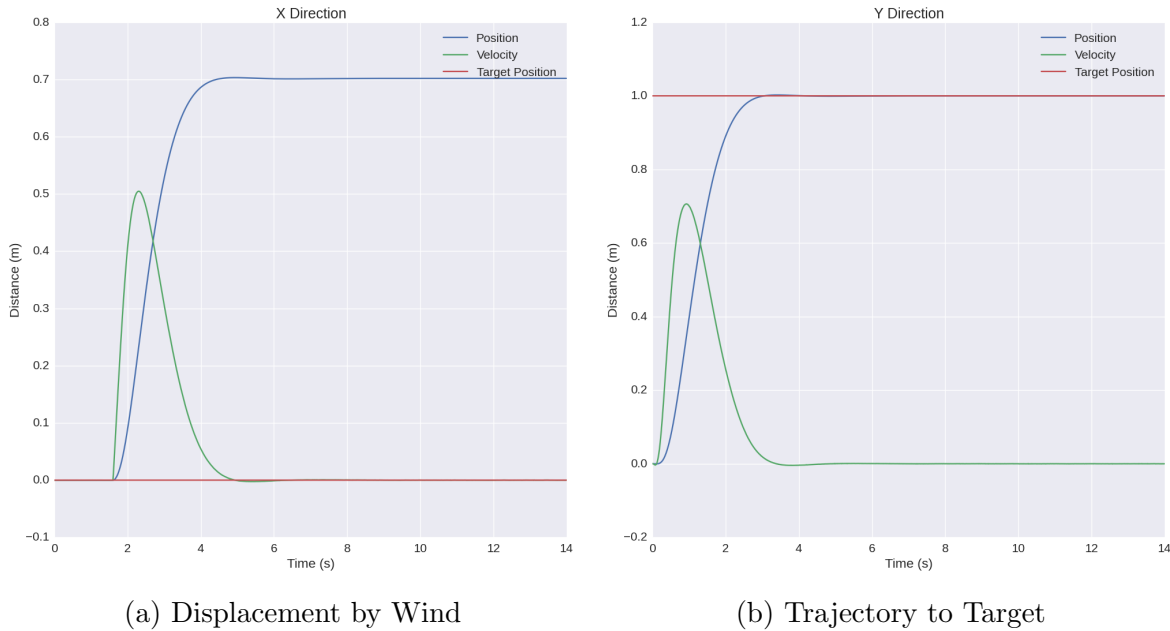 X Direction
0.8
0.7
0.6
0.5
0.4
0.3
0.2
0.1
0.0
−0.1
Distance (m)
0 2 4 6 8 10 12 14
Time (s)
Position
Velocity
Target Position
(a) Displacement by Wind
Y Direction
1.2
1.0
0.8
0.6
0.4
0.2
0.0
−0.2
Distance (m)
0 2 4 6 8 10 12 14
Time (s)
Position
Velocity
Target Position
(b) Trajectory to Target